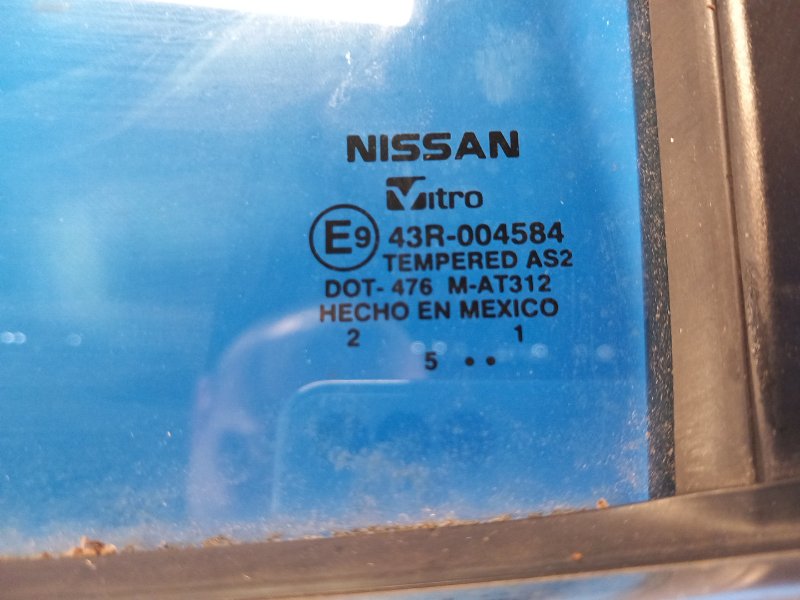 NISSAN
Vitro
E9 43R-004584
TEMPERED AS2
DOT- 476 M-AT312
HECHO EN MEXICO
2 1
5 • •